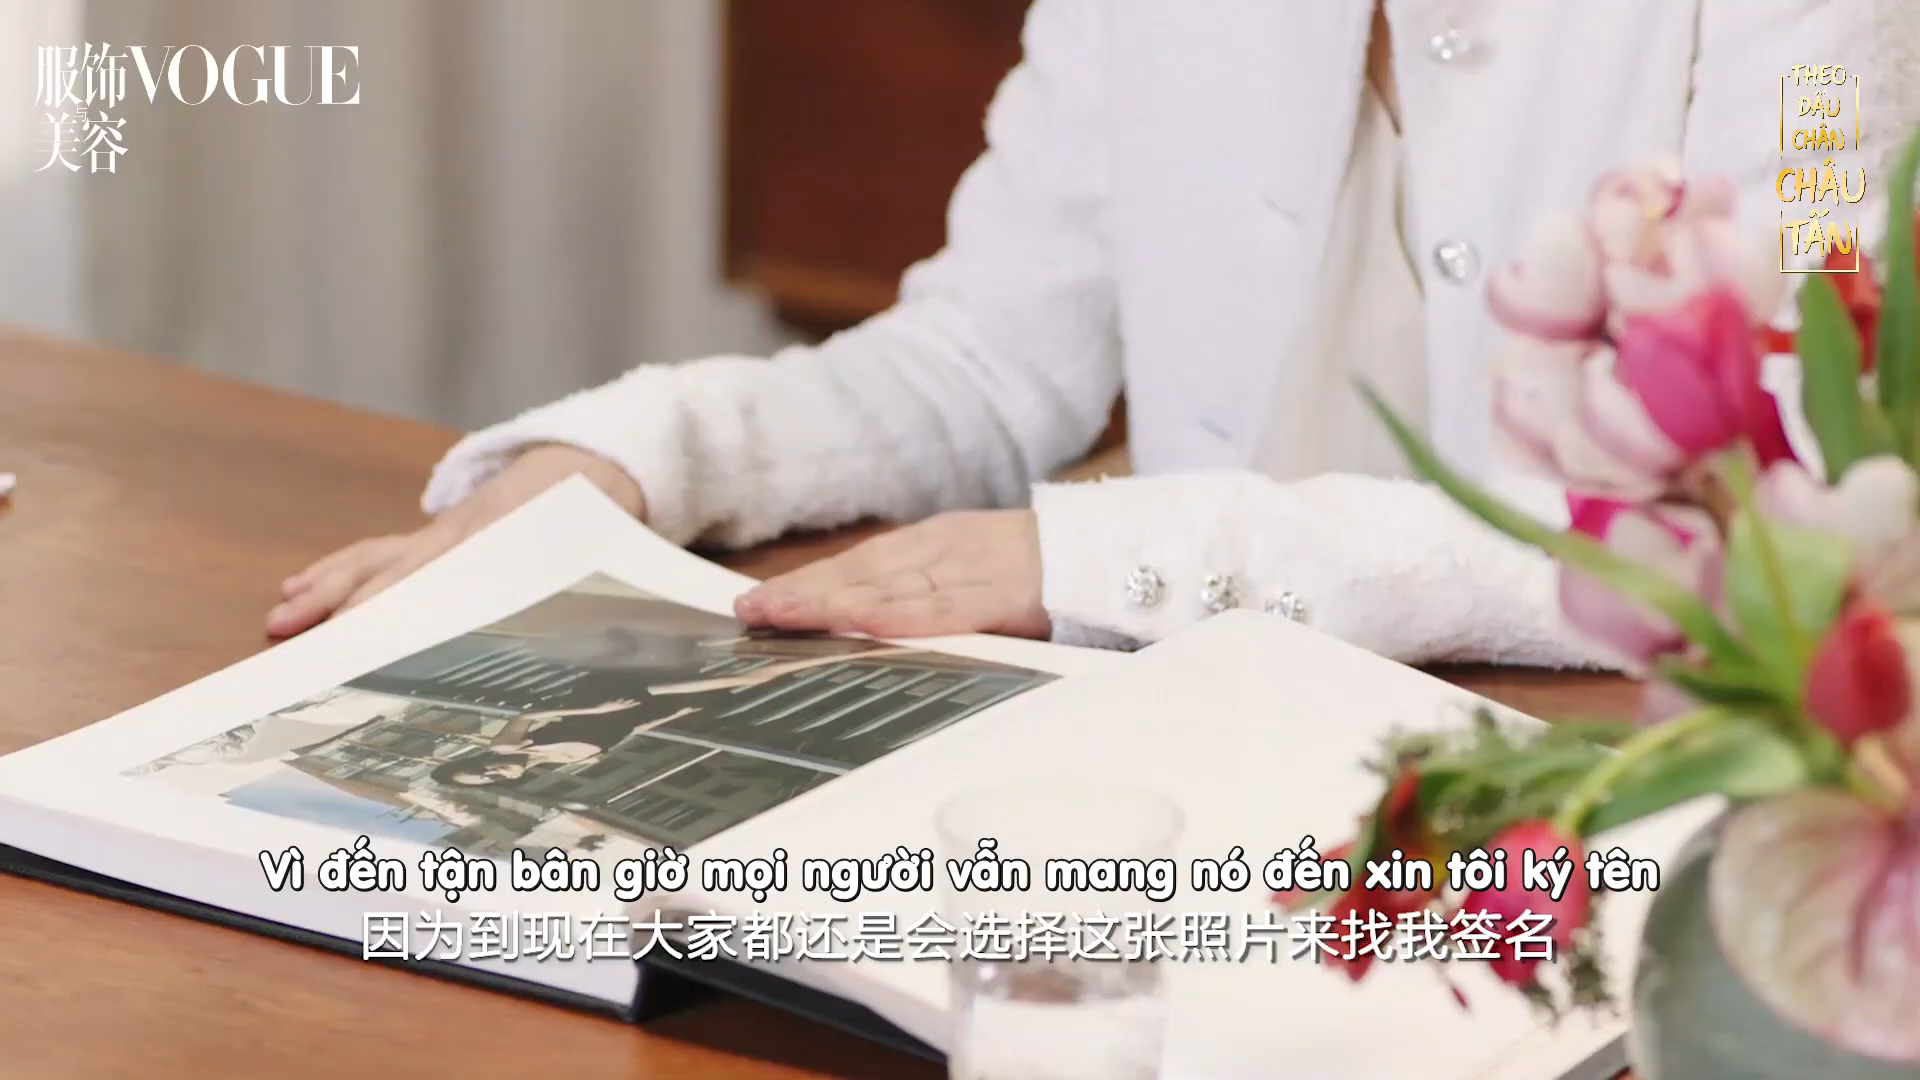 服饰VOGUE
与
美容
THEO
DẤU
CHÂN
CHÂU
TẤN
Vì đến tận bân giờ mọi người vẫn mang nó đến xin tôi ký tên
因为到现在大家都还是会选择这张照片来找我签名